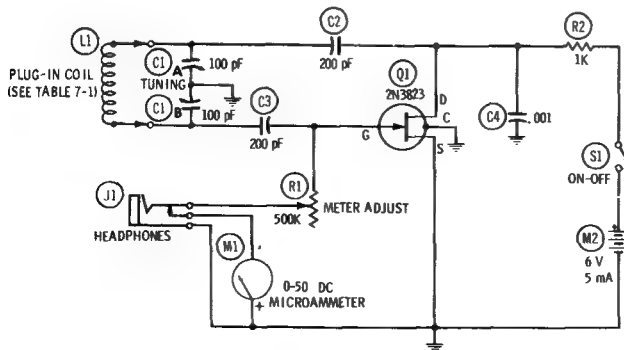 L1
PLUG-IN COIL
(SEE TABLE 7-1)
C1
A
100 pF
TUNING
C1
B
100 pF
C2
200 pF
C3
200 pF
Q1
2N3823
D
C
G
S
C4
.001
R2
1K
S1
ON-OFF
M2
6 V
5 mA
R1
500K
METER ADJUST
J1
HEADPHONES
M1
-
+
0-50 DC
MICROAMMETER
+
-